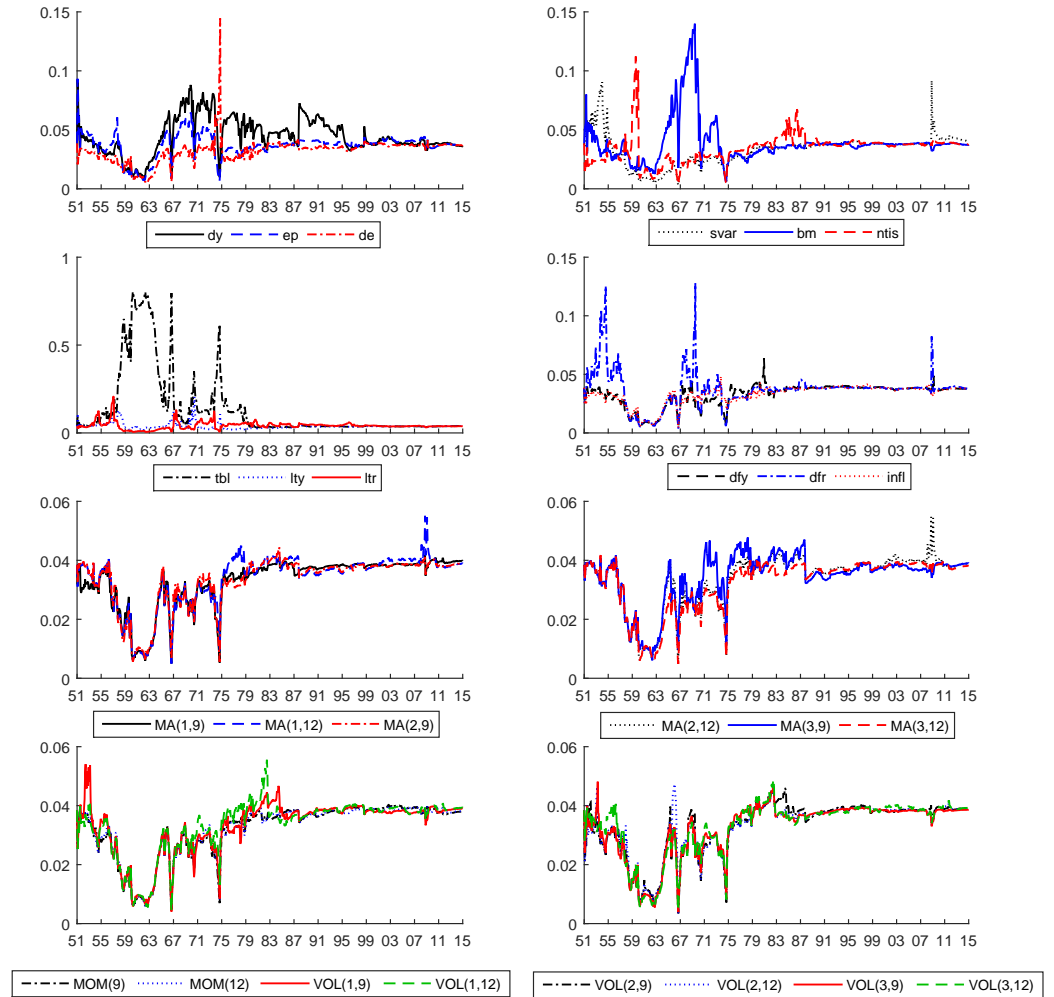 0.15
0.1
0.05
0
51 55 59 63 67 71 75 79 83 87 91 95 99 03 07 11 15
dy ep de
0.15
0.1
0.05
0
51 55 59 63 67 71 75 79 83 87 91 95 99 03 07 11 15
svar bm ntis
1
0.5
0
51 55 59 63 67 71 75 79 83 87 91 95 99 03 07 11 15
tbl lty ltr
0.15
0.1
0.05
0
51 55 59 63 67 71 75 79 83 87 91 95 99 03 07 11 15
dfy dfr infl
0.06
0.04
0.02
0
51 55 59 63 67 71 75 79 83 87 91 95 99 03 07 11 15
MA(1,9) MA(1,12) MA(2,9)
0.06
0.04
0.02
0
51 55 59 63 67 71 75 79 83 87 91 95 99 03 07 11 15
MA(2,12) MA(3,9) MA(3,12)
0.06
0.04
0.02
0
51 55 59 63 67 71 75 79 83 87 91 95 99 03 07 11 15
MOM(9) MOM(12) VOL(1,9) VOL(1,12)
0.06
0.04
0.02
0
51 55 59 63 67 71 75 79 83 87 91 95 99 03 07 11 15
VOL(2,9) VOL(2,12) VOL(3,9) VOL(3,12)